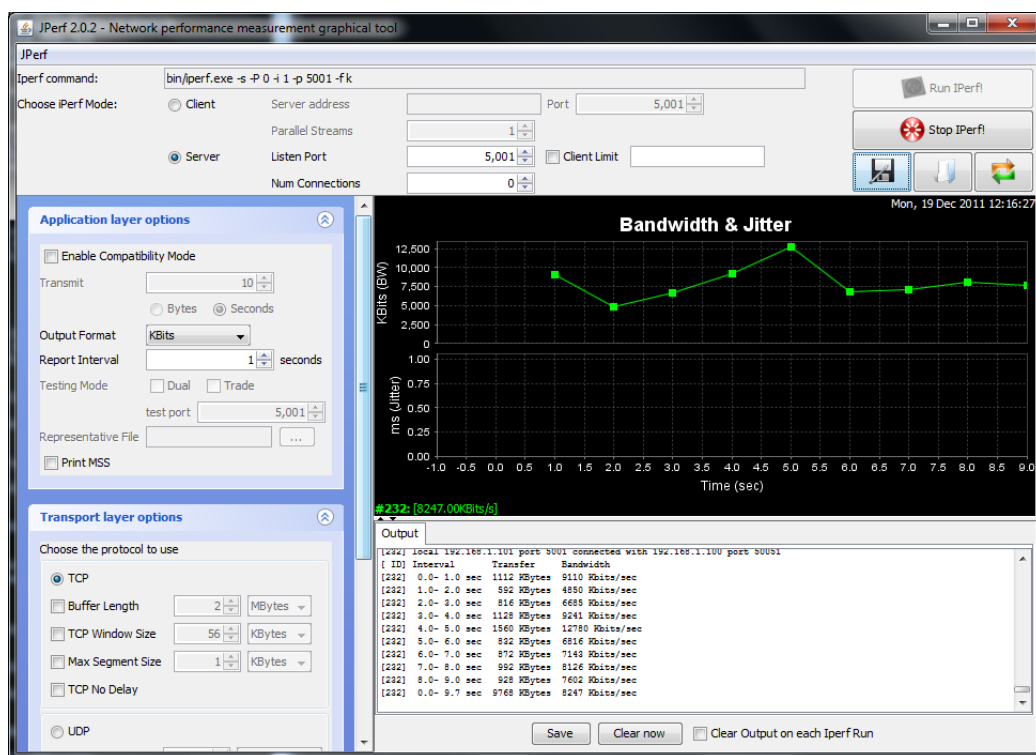 JPerf 2.0.2 - Network performance measurement graphical tool
JPerf
Iperf command: bin/iperf.exe -s -P 0 -i 1 -p 5001 -f k
Run IPerf!
Choose iPerf Mode: Client Server address Port 5,001
Parallel Streams 1
Stop IPerf!
Server Listen Port 5,001 Client Limit
Num Connections 0
Application layer options
Enable Compatibility Mode
Transmit 10
Bytes Seconds
Output Format KBits
Report Interval 1 seconds
Testing Mode Dual Trade
test port 5,001
Representative File ...
Print MSS
Transport layer options
Choose the protocol to use
TCP
Buffer Length 2 MBytes
TCP Window Size 56 KBytes
Max Segment Size 1 KBytes
TCP No Delay
UDP
Mon, 19 Dec 2011 12:16:27
Bandwidth & Jitter
KBits (BW)
12,500
10,000
7,500
5,000
2,500
0
ms (Jitter)
1.00
0.75
0.50
0.25
0.00
-1.0 -0.5 0.0 0.5 1.0 1.5 2.0 2.5 3.0 3.5 4.0 4.5 5.0 5.5 6.0 6.5 7.0 7.5 8.0 8.5 9.0
Time (sec)
#232: [8247.00KBits/s]
Output
[232] local 192.168.1.101 port 5001 connected with 192.168.1.100 port 50051
[ ID] Interval Transfer Bandwidth
[232] 0.0- 1.0 sec 1112 KBytes 9110 Kbits/sec
[232] 1.0- 2.0 sec 592 KBytes 4850 Kbits/sec
[232] 2.0- 3.0 sec 816 KBytes 6685 Kbits/sec
[232] 3.0- 4.0 sec 1128 KBytes 9241 Kbits/sec
[232] 4.0- 5.0 sec 1560 KBytes 12780 Kbits/sec
[232] 5.0- 6.0 sec 832 KBytes 6816 Kbits/sec
[232] 6.0- 7.0 sec 872 KBytes 7143 Kbits/sec
[232] 7.0- 8.0 sec 992 KBytes 8126 Kbits/sec
[232] 8.0- 9.0 sec 928 KBytes 7602 Kbits/sec
[232] 0.0- 9.7 sec 9768 KBytes 8247 Kbits/sec
Save Clear now Clear Output on each Iperf Run